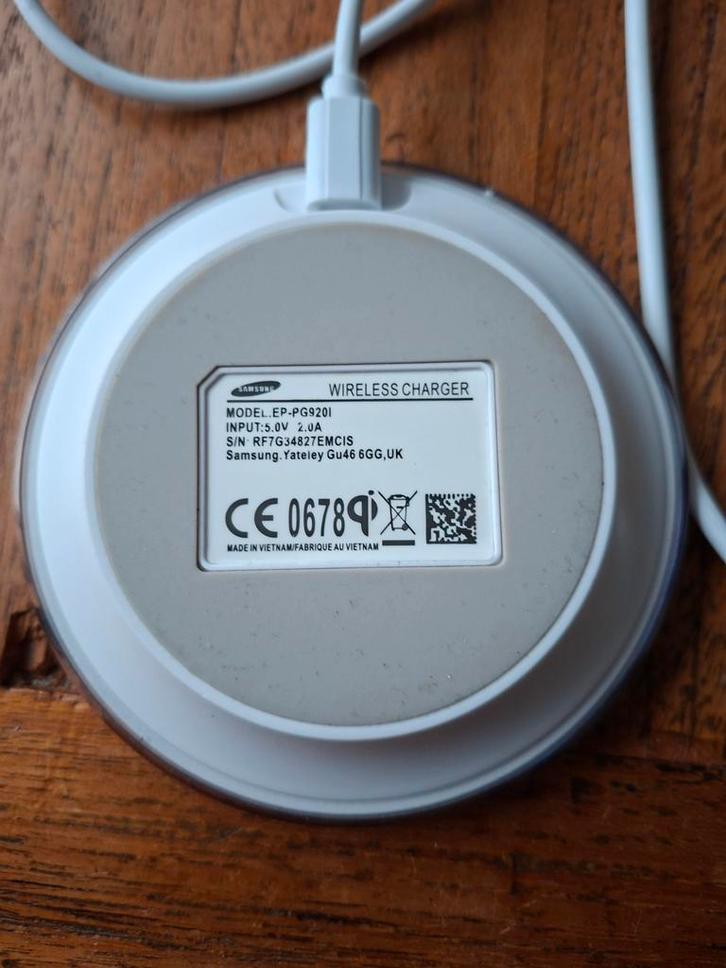 SAMSUNG WIRELESS CHARGER
MODEL.:EP-PG920I
INPUT:5.0V 2.0A
S/N: RF7G34827EMCIS
Samsung.Yateley Gu46 6GG,UK
CE 0678 qi
MADE IN VIETNAM/FABRIQUE AU VIETNAM